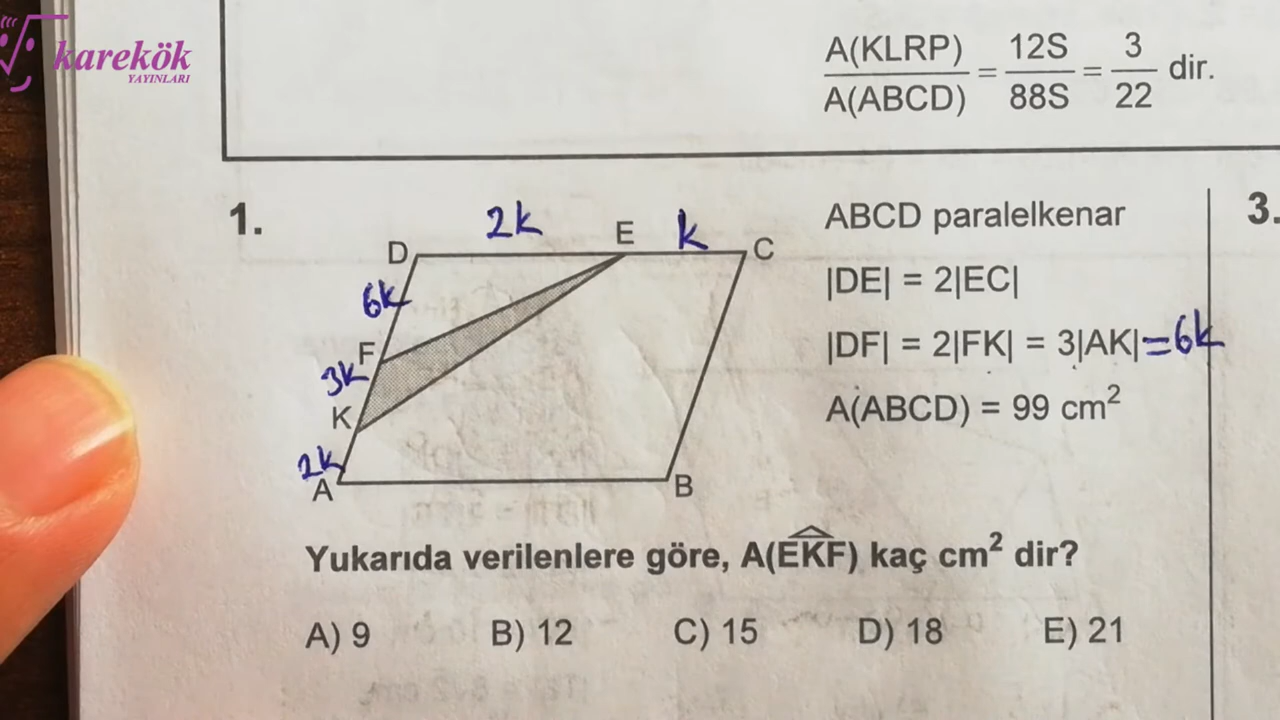 karekök
YAYINLARI
A(KLRP)/A(ABCD) = 12S/88S = 3/22 dir.
1.
2k
E
k
D
C
6k
F
3k
K
2k
A
B
ABCD paralelkenar
|DE| = 2|EC|
|DF| = 2|FK| = 3|AK| = 6k
A(ABCD) = 99 cm²
3.
Yukarıda verilenlere göre, A(EKF) kaç cm² dir?
A) 9 B) 12 C) 15 D) 18 E) 21